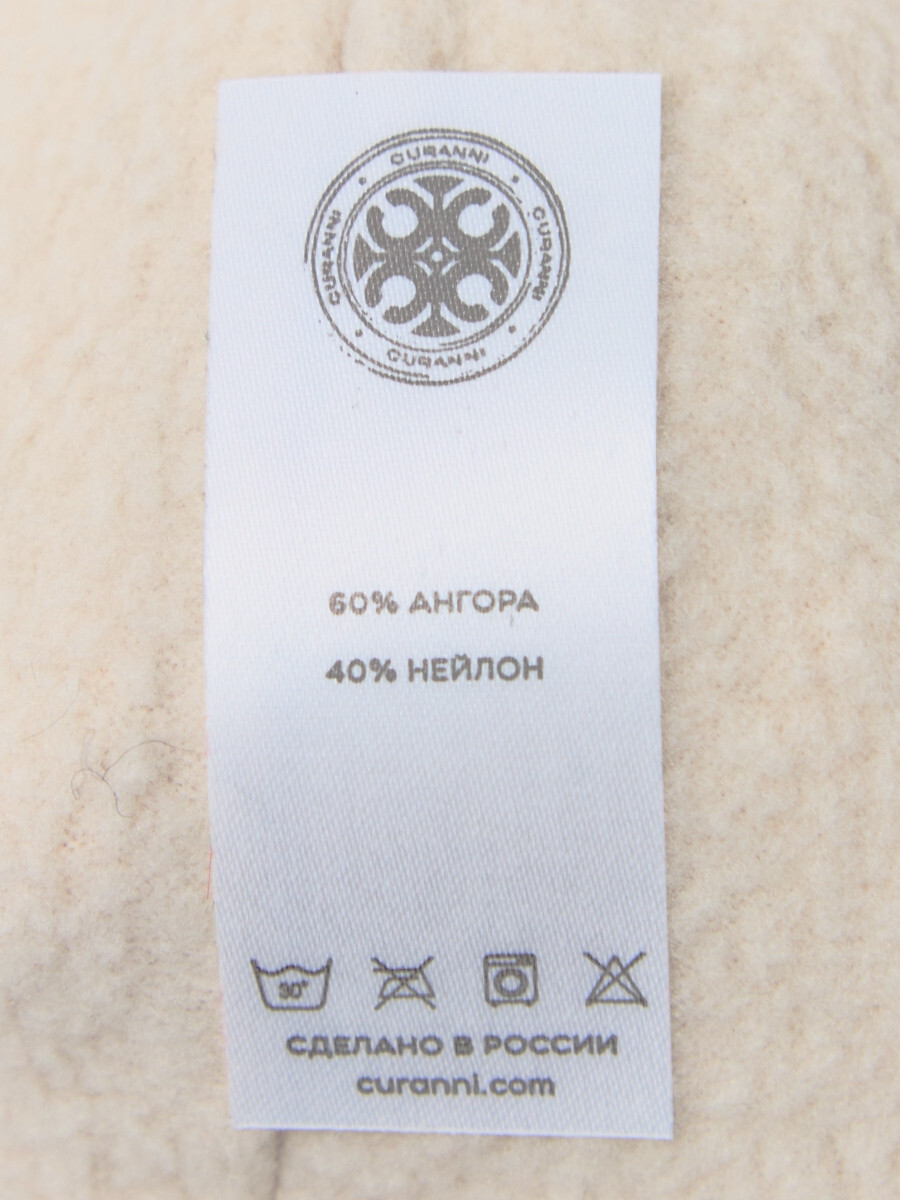 CURANNI
CURANNI
CURANNI
CURANNI
60% АНГОРА
40% НЕЙЛОН
30°
СДЕЛАНО В РОССИИ
curanni.com